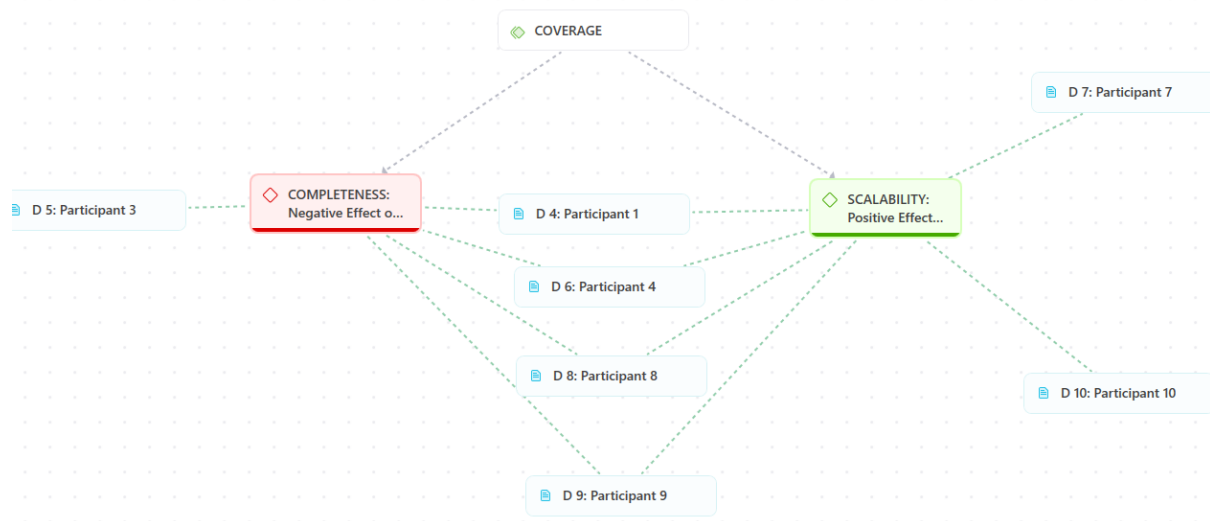 COVERAGE
D 7: Participant 7
COMPLETENESS:
Negative Effect o...
SCALABILITY:
Positive Effect...
D 5: Participant 3
D 4: Participant 1
D 6: Participant 4
D 8: Participant 8
D 10: Participant 10
D 9: Participant 9